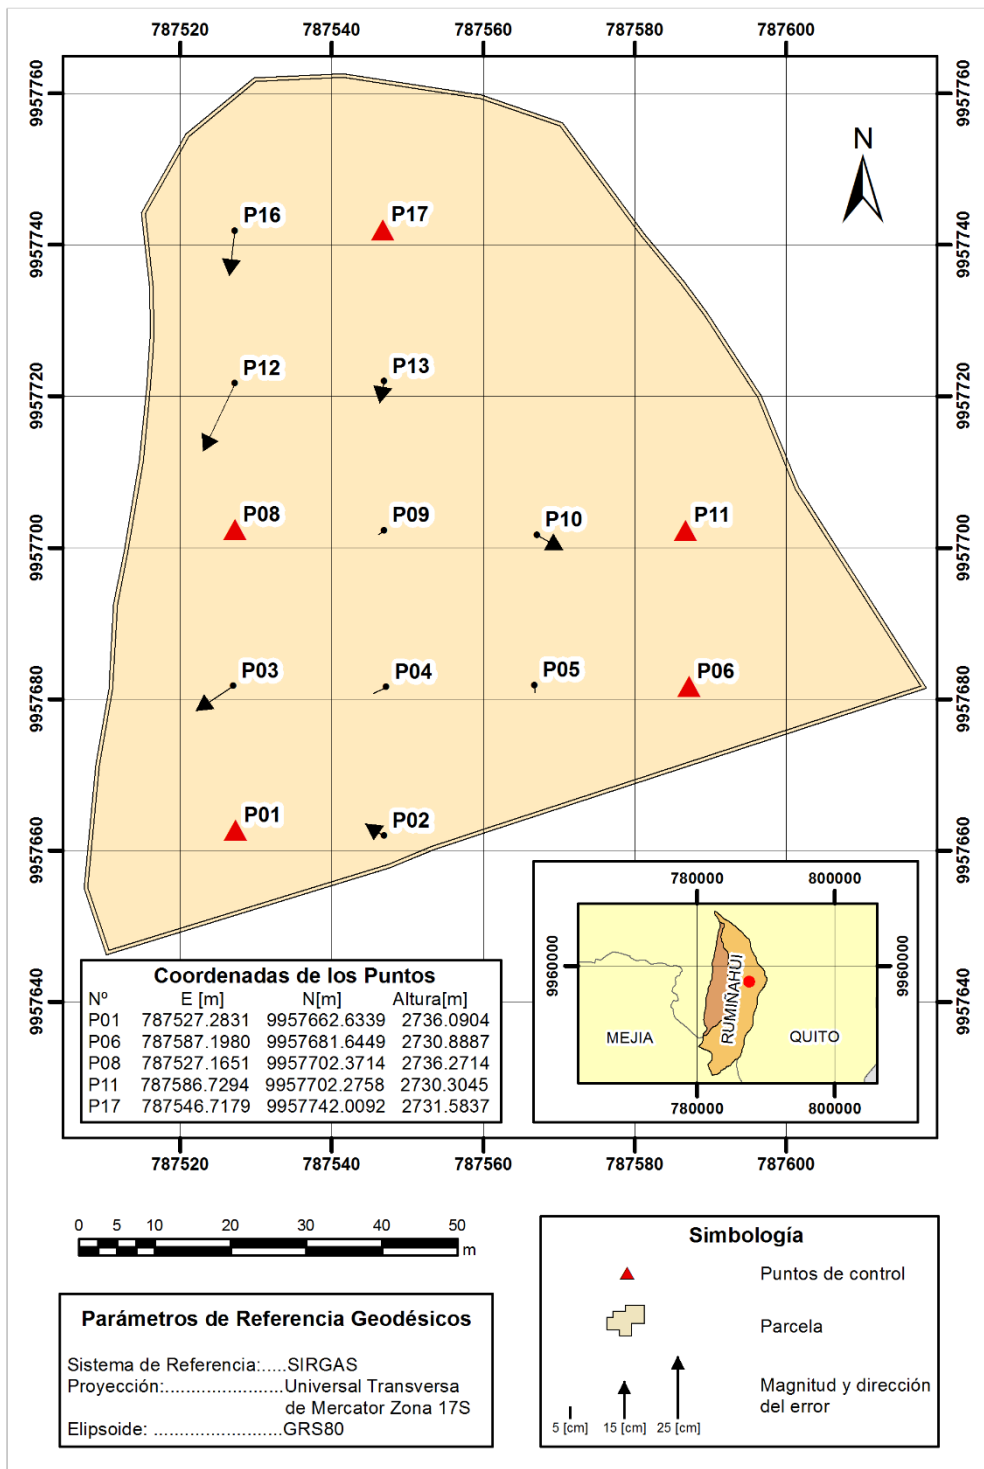 787520 787540 787560 787580 787600
9957760 9957760
N
P16 P17
9957740 9957740
P12 P13
9957720 9957720
P08 P09 P10 P11
9957700 9957700
P03 P04 P05 P06
9957680 9957680
P01 P02
9957660 9957660
9957640 9957640
Coordenadas de los Puntos
Nº E [m] N[m] Altura[m]
P01 787527.2831 9957662.6339 2736.0904
P06 787587.1980 9957681.6449 2730.8887
P08 787527.1651 9957702.3714 2736.2714
P11 787586.7294 9957702.2758 2730.3045
P17 787546.7179 9957742.0092 2731.5837
780000 800000
9960000 9960000
MEJIA RUMIÑAHUI QUITO
780000 800000
787520 787540 787560 787580 787600
0 5 10 20 30 40 50
m
Parámetros de Referencia Geodésicos
Sistema de Referencia:.....SIRGAS
Proyección:.......................Universal Transversa
de Mercator Zona 17S
Elipsoide: .........................GRS80
Simbología
Puntos de control
Parcela
Magnitud y dirección
del error
5 [cm] 15 [cm] 25 [cm]